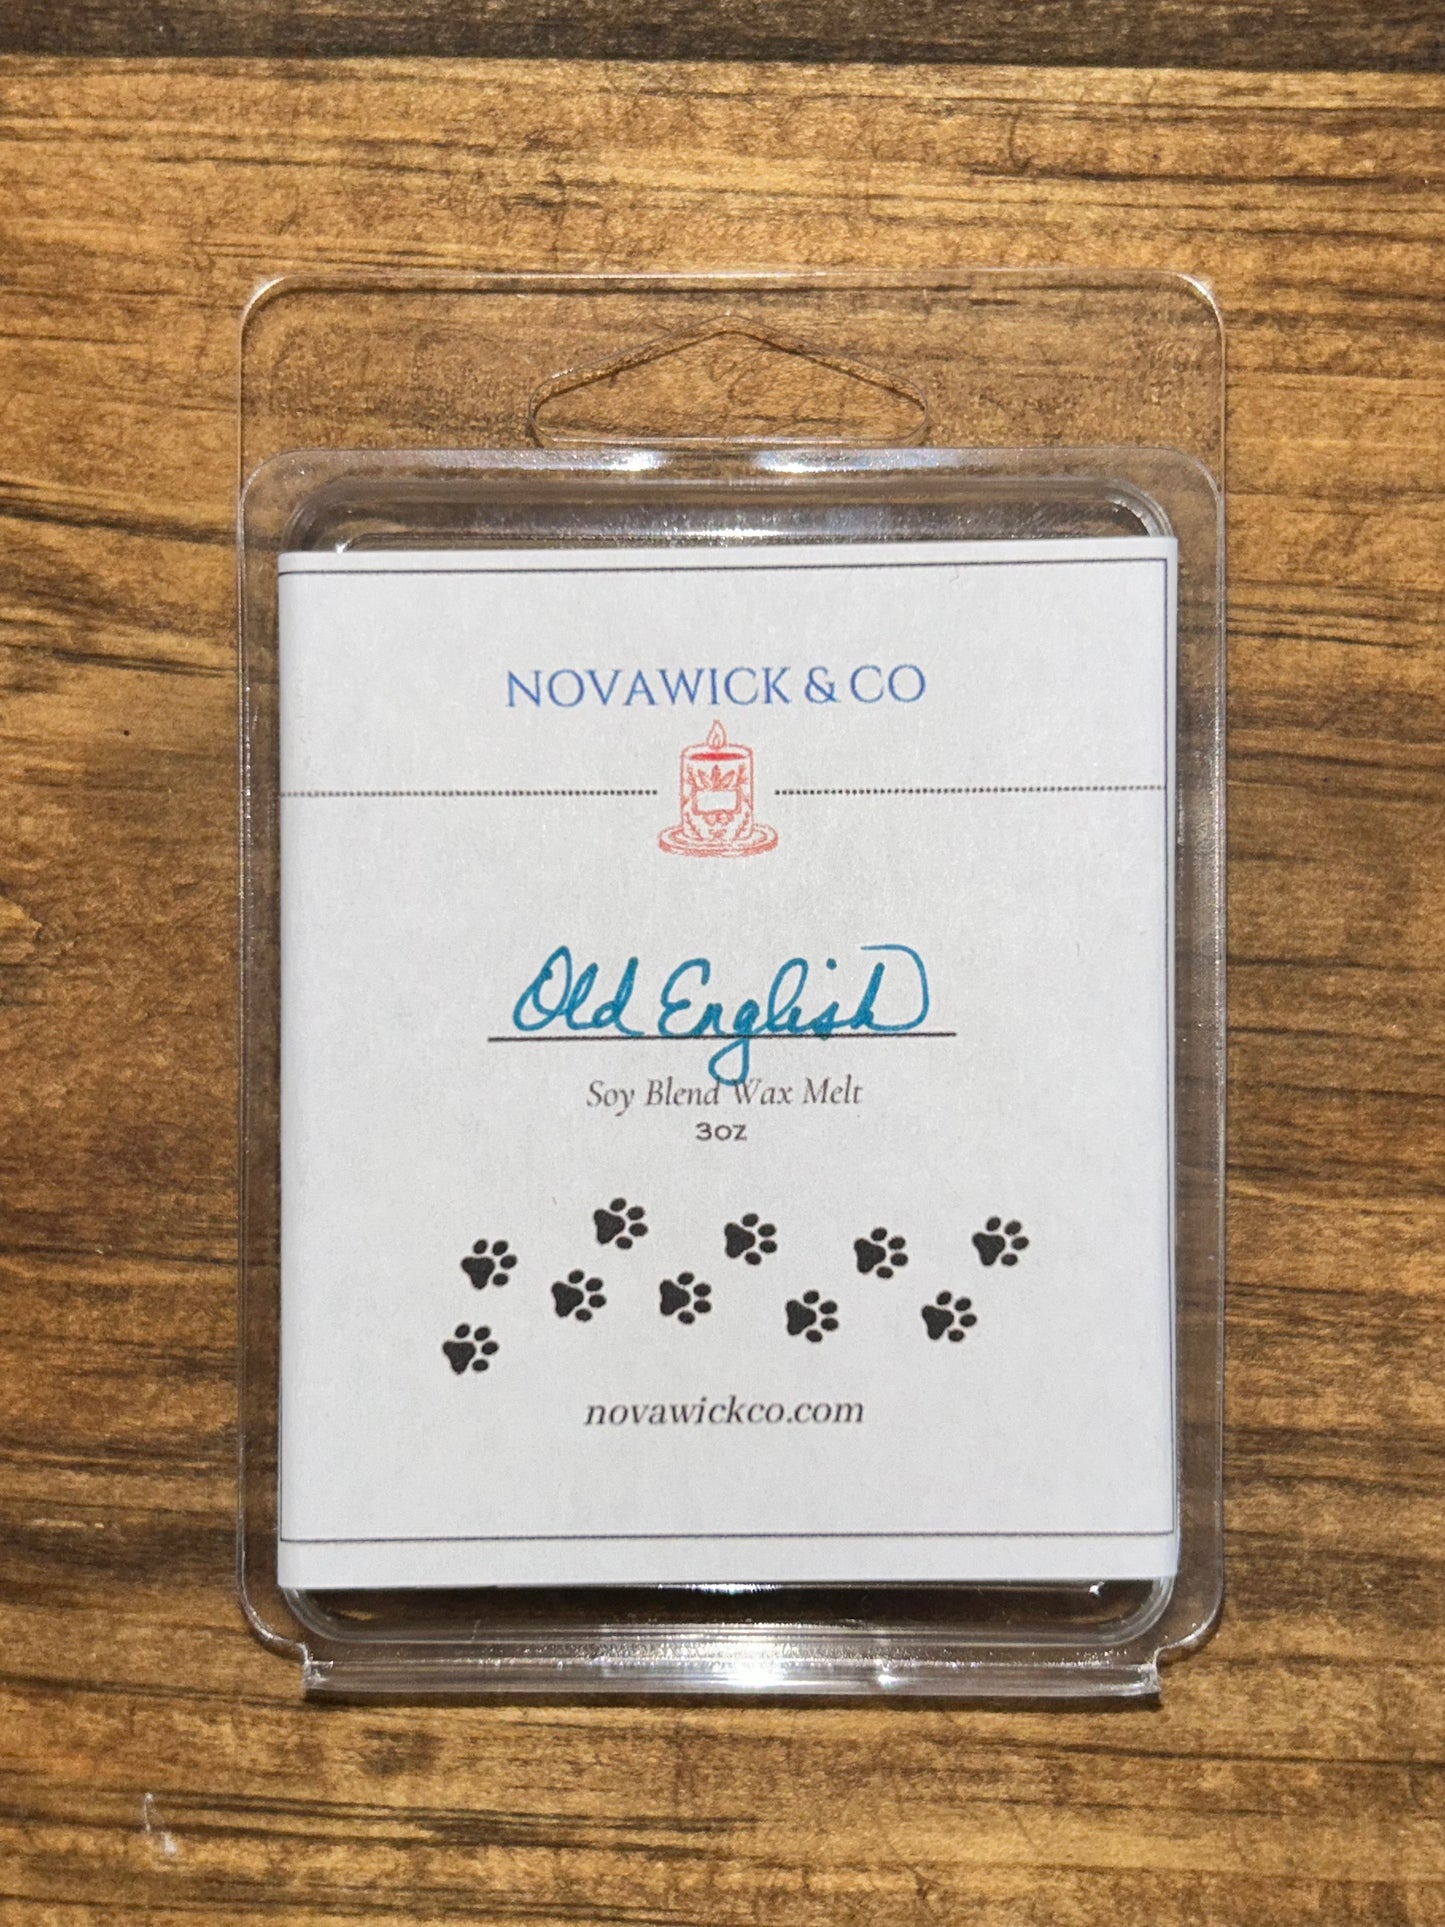 NOVAWICK & CO
Old English
Soy Blend Wax Melt
3oz
novawickco.com